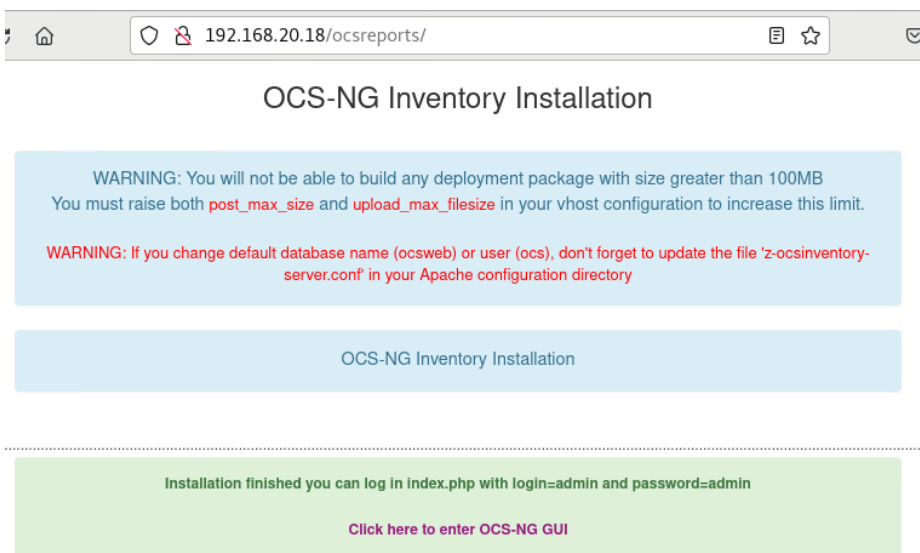 192.168.20.18/ocsreports/
OCS-NG Inventory Installation
WARNING: You will not be able to build any deployment package with size greater than 100MB
You must raise both post_max_size and upload_max_filesize in your vhost configuration to increase this limit.
WARNING: If you change default database name (ocsweb) or user (ocs), don't forget to update the file 'z-ocsinventory-
server.conf' in your Apache configuration directory
OCS-NG Inventory Installation
Installation finished you can log in index.php with login=admin and password=admin
Click here to enter OCS-NG GUI